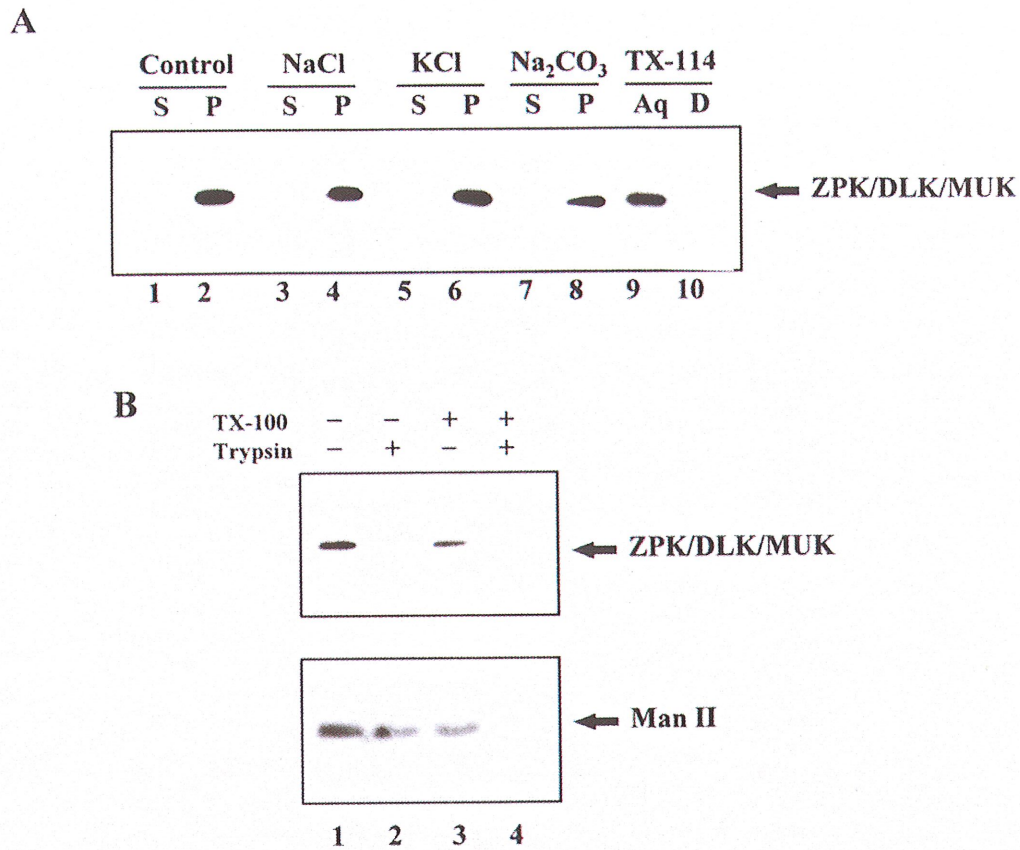 A
Control NaCl KCl Na₂CO₃ TX-114
S P S P S P S P Aq D
ZPK/DLK/MUK
1 2 3 4 5 6 7 8 9 10
B
TX-100 − − + +
Trypsin − + − +
ZPK/DLK/MUK
Man II
1 2 3 4